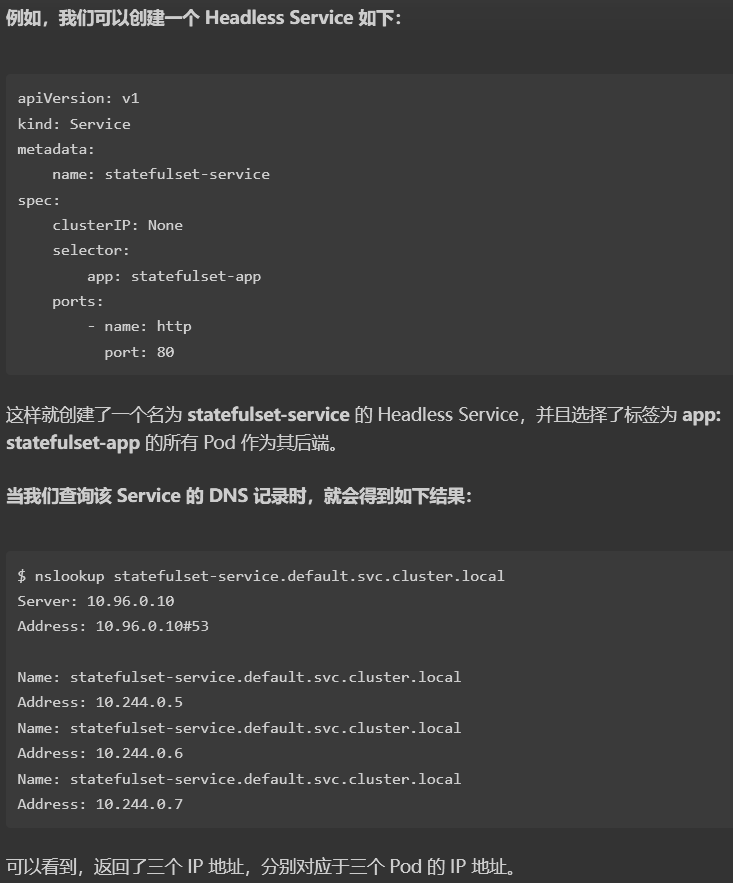 例如，我们可以创建一个 Headless Service 如下：
apiVersion: v1
kind: Service
metadata:
    name: statefulset-service
spec:
    clusterIP: None
    selector:
        app: statefulset-app
    ports:
        - name: http
          port: 80
这样就创建了一个名为 statefulset-service 的 Headless Service，并且选择了标签为 app:
statefulset-app 的所有 Pod 作为其后端。
当我们查询该 Service 的 DNS 记录时，就会得到如下结果：
$ nslookup statefulset-service.default.svc.cluster.local
Server: 10.96.0.10
Address: 10.96.0.10#53
Name: statefulset-service.default.svc.cluster.local
Address: 10.244.0.5
Name: statefulset-service.default.svc.cluster.local
Address: 10.244.0.6
Name: statefulset-service.default.svc.cluster.local
Address: 10.244.0.7
可以看到，返回了三个 IP 地址，分别对应于三个 Pod 的 IP 地址。